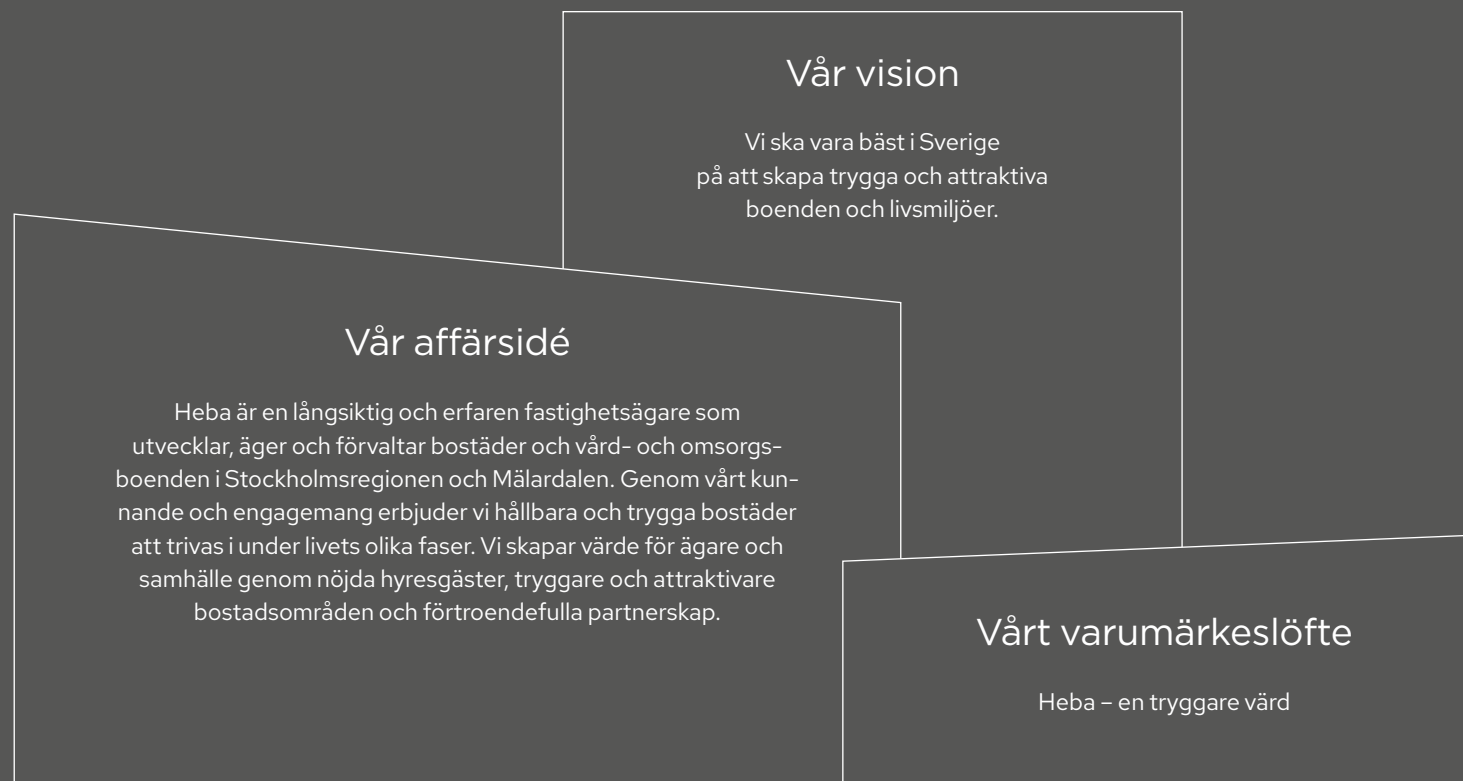 Vår vision
Vi ska vara bäst i Sverige
på att skapa trygga och attraktiva
boenden och livsmiljöer.
Vår affärsidé
Heba är en långsiktig och erfaren fastighetsägare som
utvecklar, äger och förvaltar bostäder och vård- och omsorgs-
boenden i Stockholmsregionen och Mälardalen. Genom vårt kun-
nande och engagemang erbjuder vi hållbara och trygga bostäder
att trivas i under livets olika faser. Vi skapar värde för ägare och
samhälle genom nöjda hyresgäster, tryggare och attraktivare
bostadsområden och förtroendefulla partnerskap.
Vårt varumärkeslöfte
Heba – en tryggare värd